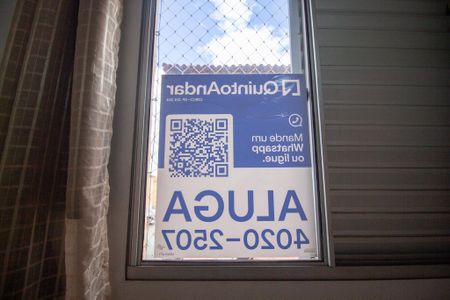 QuintoAndar
Mande um
Whatsapp
ou ligue.
ALUGA
4020-2507